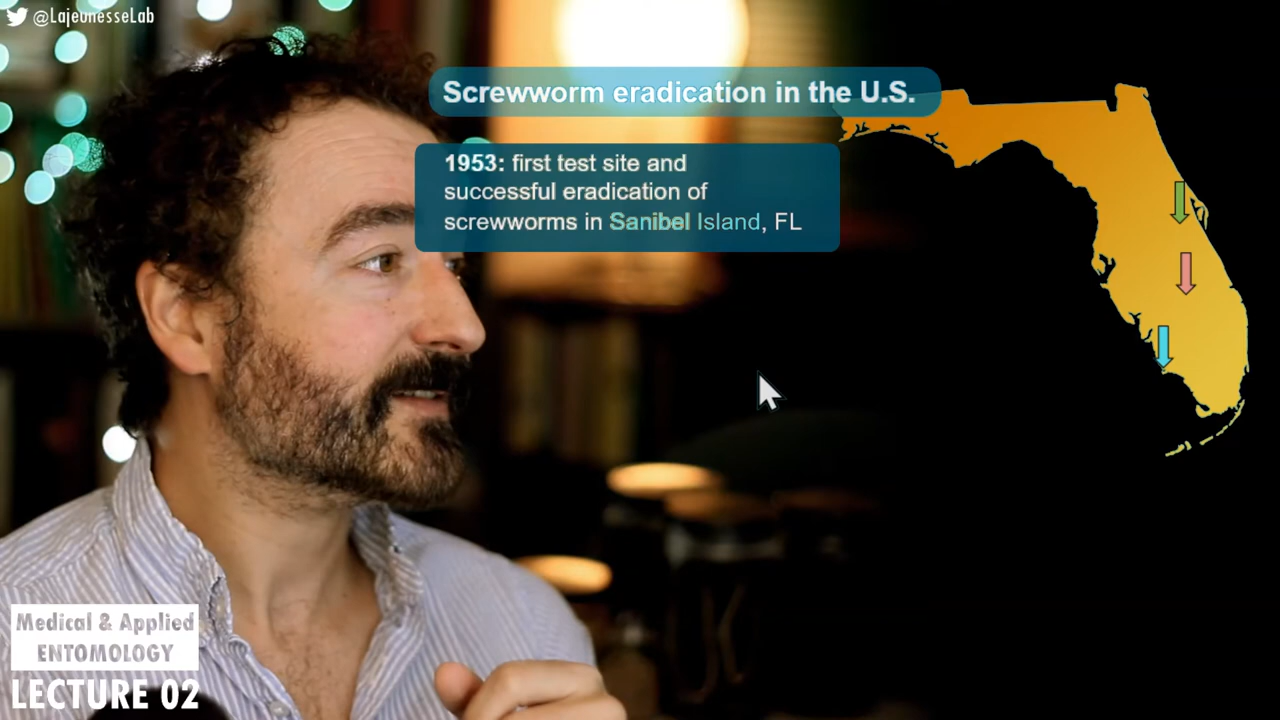 @LajeunesseLab
Screwworm eradication in the U.S.
1953: first test site and
successful eradication of
screwworms in Sanibel Island, FL
Medical & Applied
ENTOMOLOGY
LECTURE 02